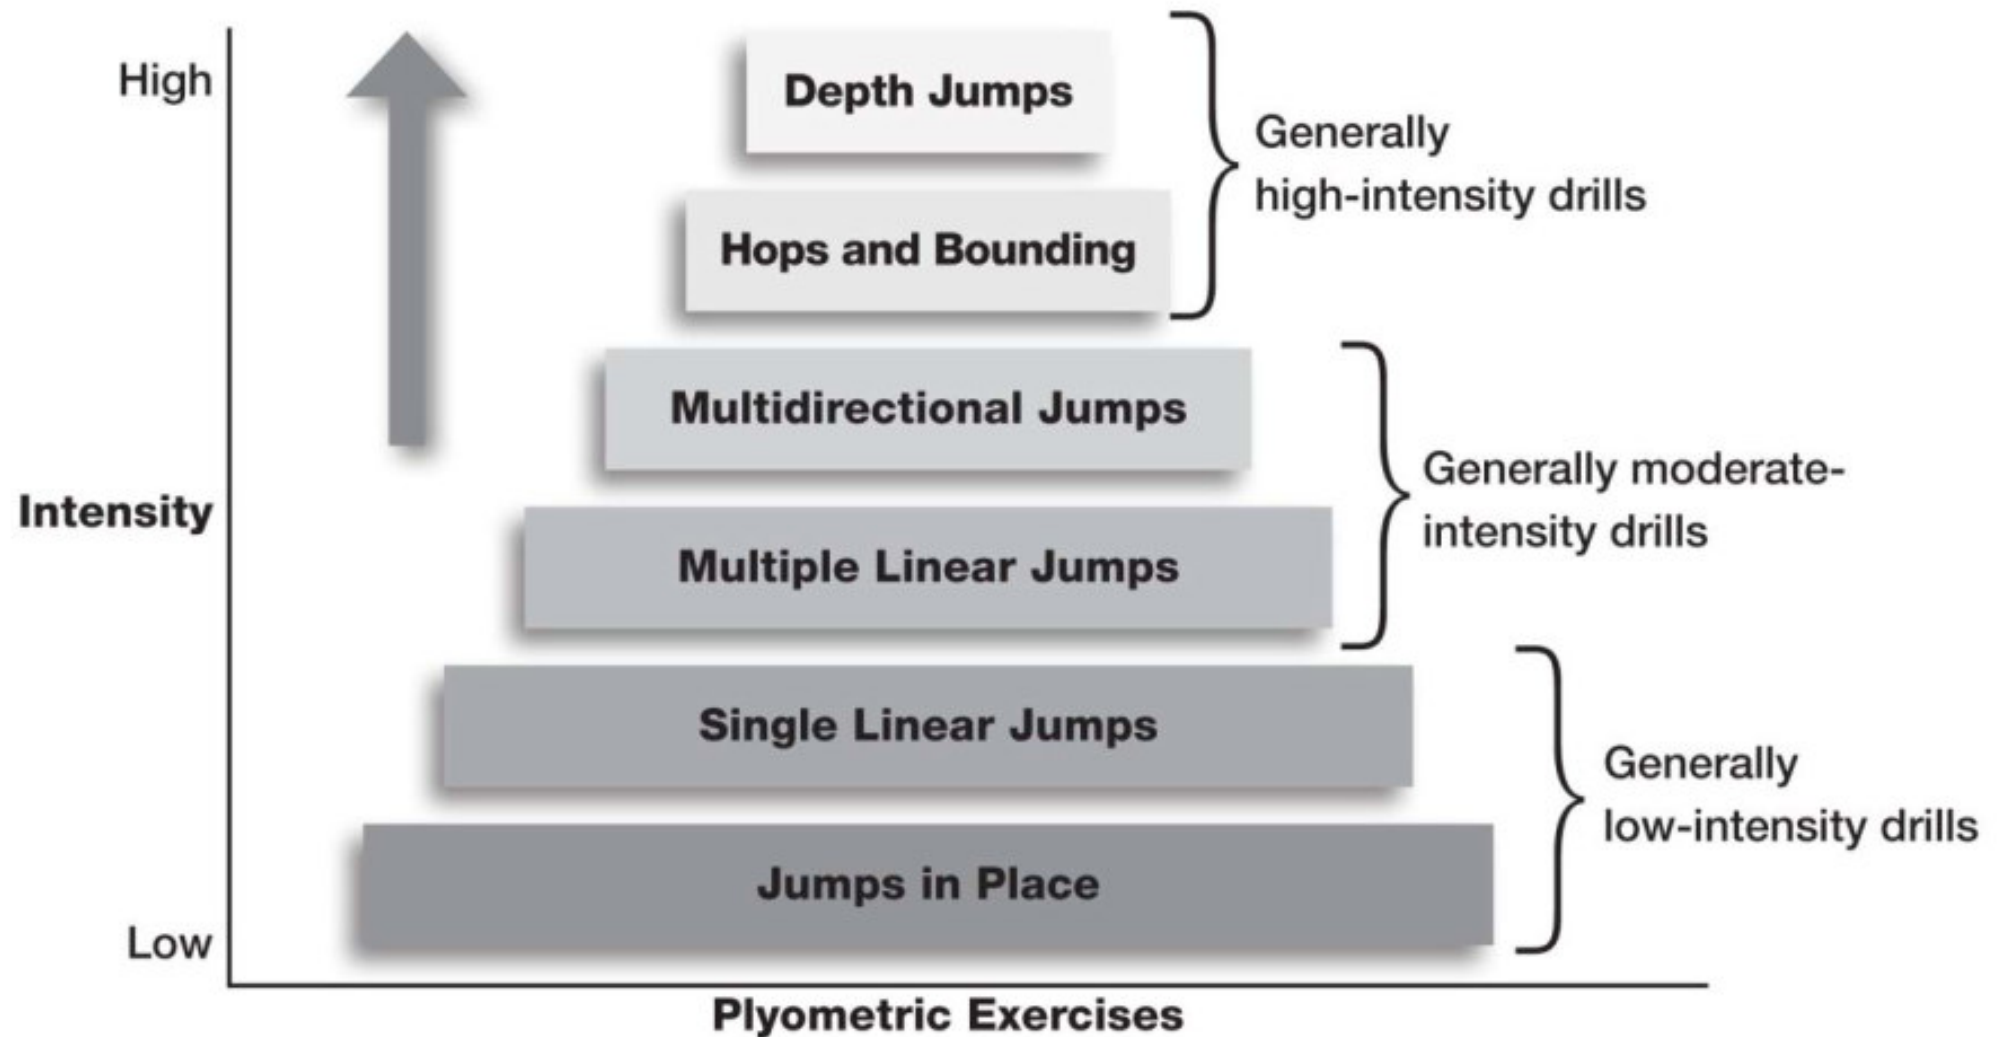 High
Depth Jumps
Generally
high-intensity drills
Hops and Bounding
Multidirectional Jumps
Generally moderate-
intensity drills
Intensity
Multiple Linear Jumps
Single Linear Jumps
Generally
low-intensity drills
Jumps in Place
Low
Plyometric Exercises